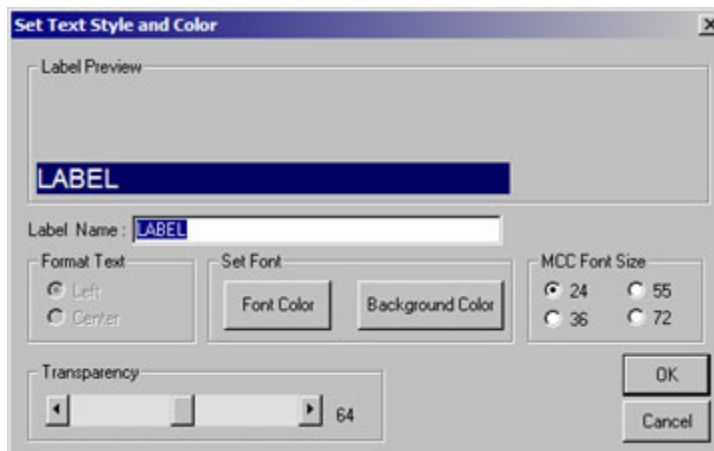 Set Text Style and Color
Label Preview
LABEL
Label Name : LABEL
Format Text
Left
Center
Set Font
Font Color
Background Color
MCC Font Size
24
55
36
72
Transparency
64
OK
Cancel